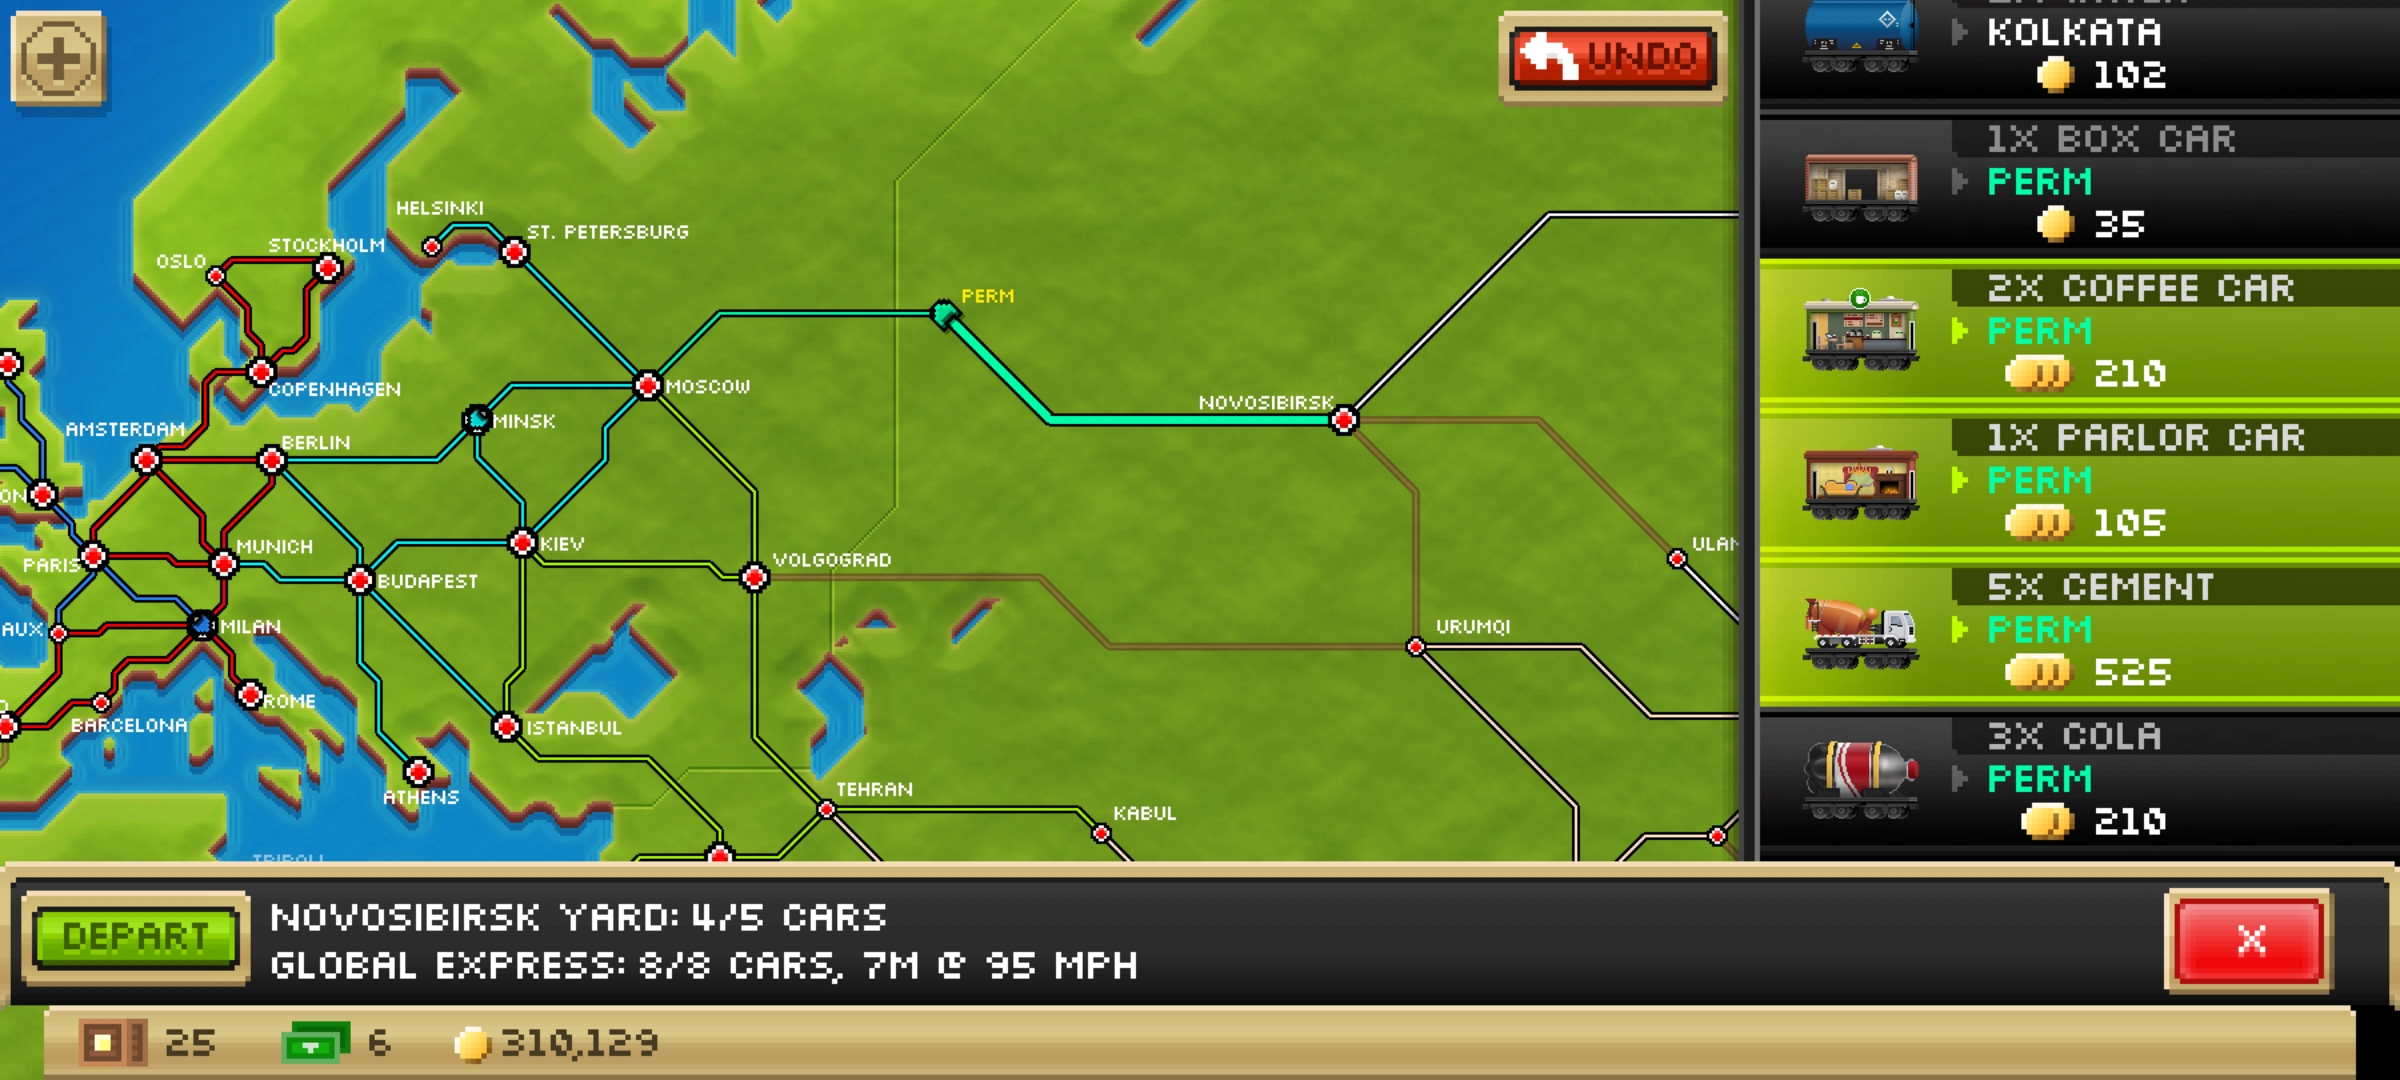 UNDO
KOLKATA
102
1X BOX CAR
PERM
35
2X COFFEE CAR
PERM
210
1X PARLOR CAR
PERM
105
5X CEMENT
PERM
525
3X COLA
PERM
210
HELSINKI
ST. PETERSBURG
OSLO
STOCKHOLM
PERM
COPENHAGEN
MOSCOW
NOVOSIBIRSK
MINSK
AMSTERDAM
BERLIN
ON
MUNICH
KIEV
PARIS
BUDAPEST
VOLGOGRAD
ULAN
AUX
MILAN
URUMQI
ROME
BARCELONA
ISTANBUL
ATHENS
TEHRAN
KABUL
DEPART
NOVOSIBIRSK YARD: 4/5 CARS
GLOBAL EXPRESS: 8/8 CARS, 7M @ 95 MPH
X
25
6
310,129